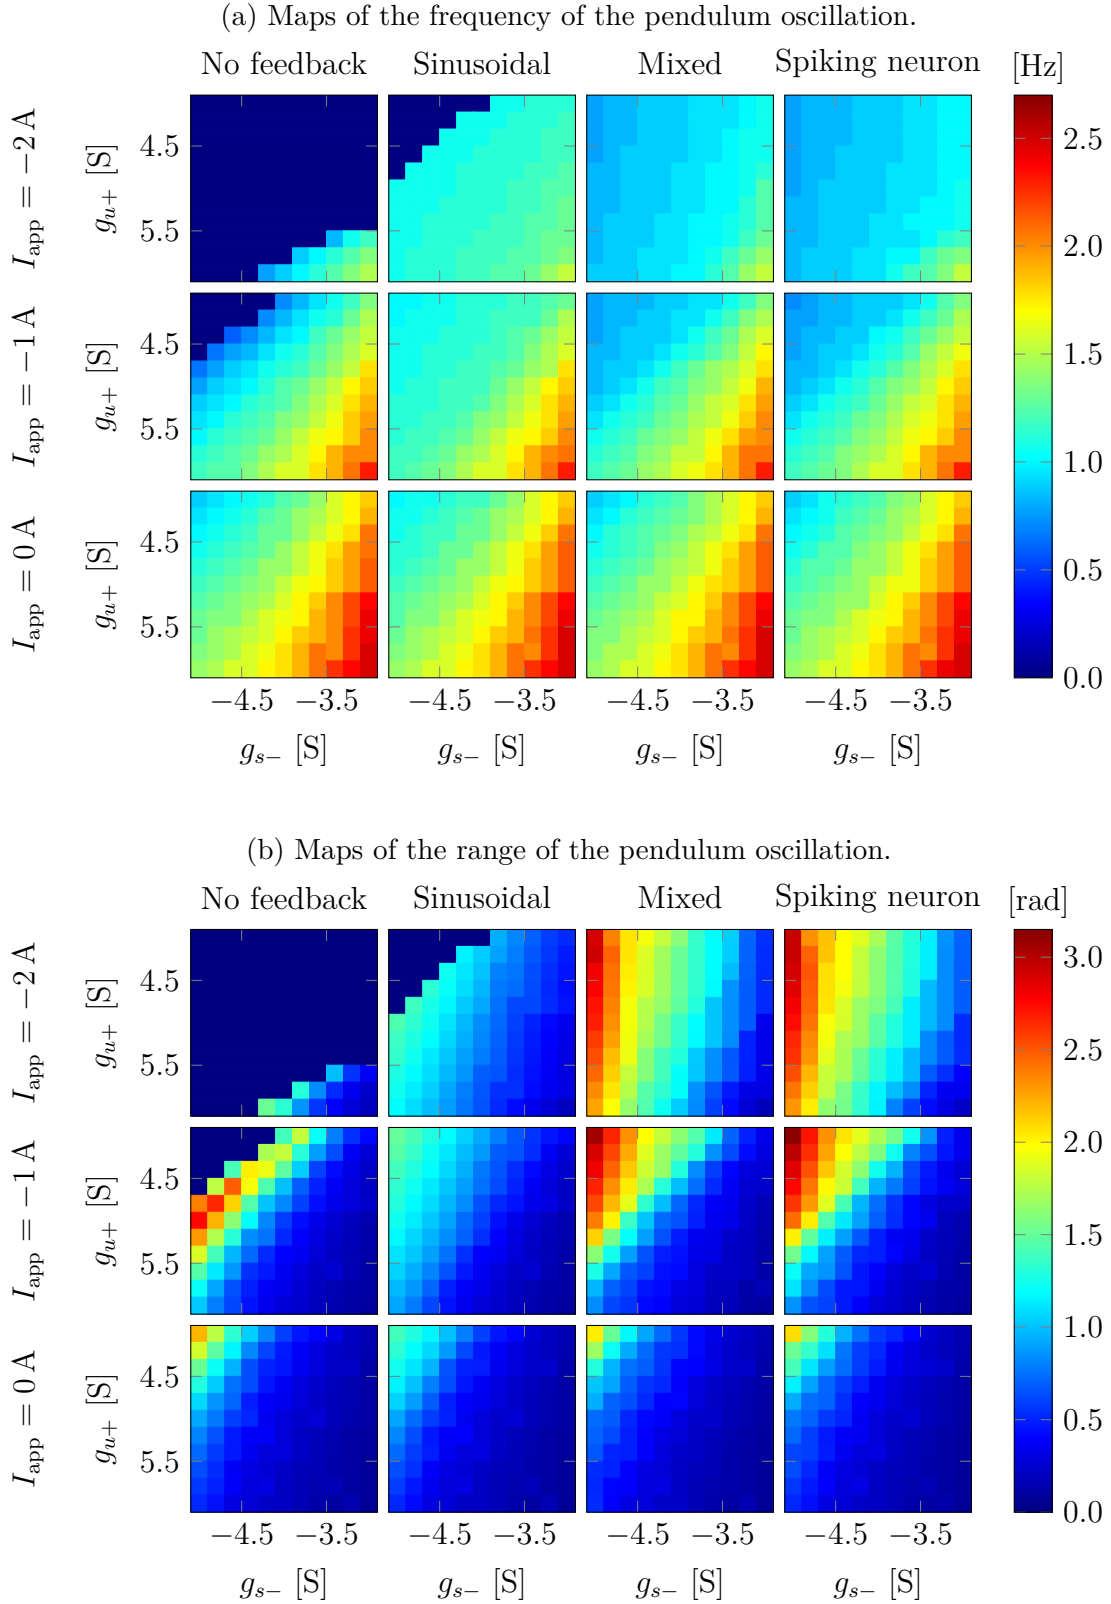 (a) Maps of the frequency of the pendulum oscillation.
No feedback Sinusoidal Mixed Spiking neuron [Hz]
I_app = −2 A
g_u+ [S]
4.5
5.5
I_app = −1 A
g_u+ [S]
4.5
5.5
I_app = 0 A
g_u+ [S]
4.5
5.5
2.5
2.0
1.5
1.0
0.5
0.0
−4.5 −3.5 −4.5 −3.5 −4.5 −3.5 −4.5 −3.5
g_s− [S] g_s− [S] g_s− [S] g_s− [S]
(b) Maps of the range of the pendulum oscillation.
No feedback Sinusoidal Mixed Spiking neuron [rad]
I_app = −2 A
g_u+ [S]
4.5
5.5
I_app = −1 A
g_u+ [S]
4.5
5.5
I_app = 0 A
g_u+ [S]
4.5
5.5
3.0
2.5
2.0
1.5
1.0
0.5
0.0
−4.5 −3.5 −4.5 −3.5 −4.5 −3.5 −4.5 −3.5
g_s− [S] g_s− [S] g_s− [S] g_s− [S]